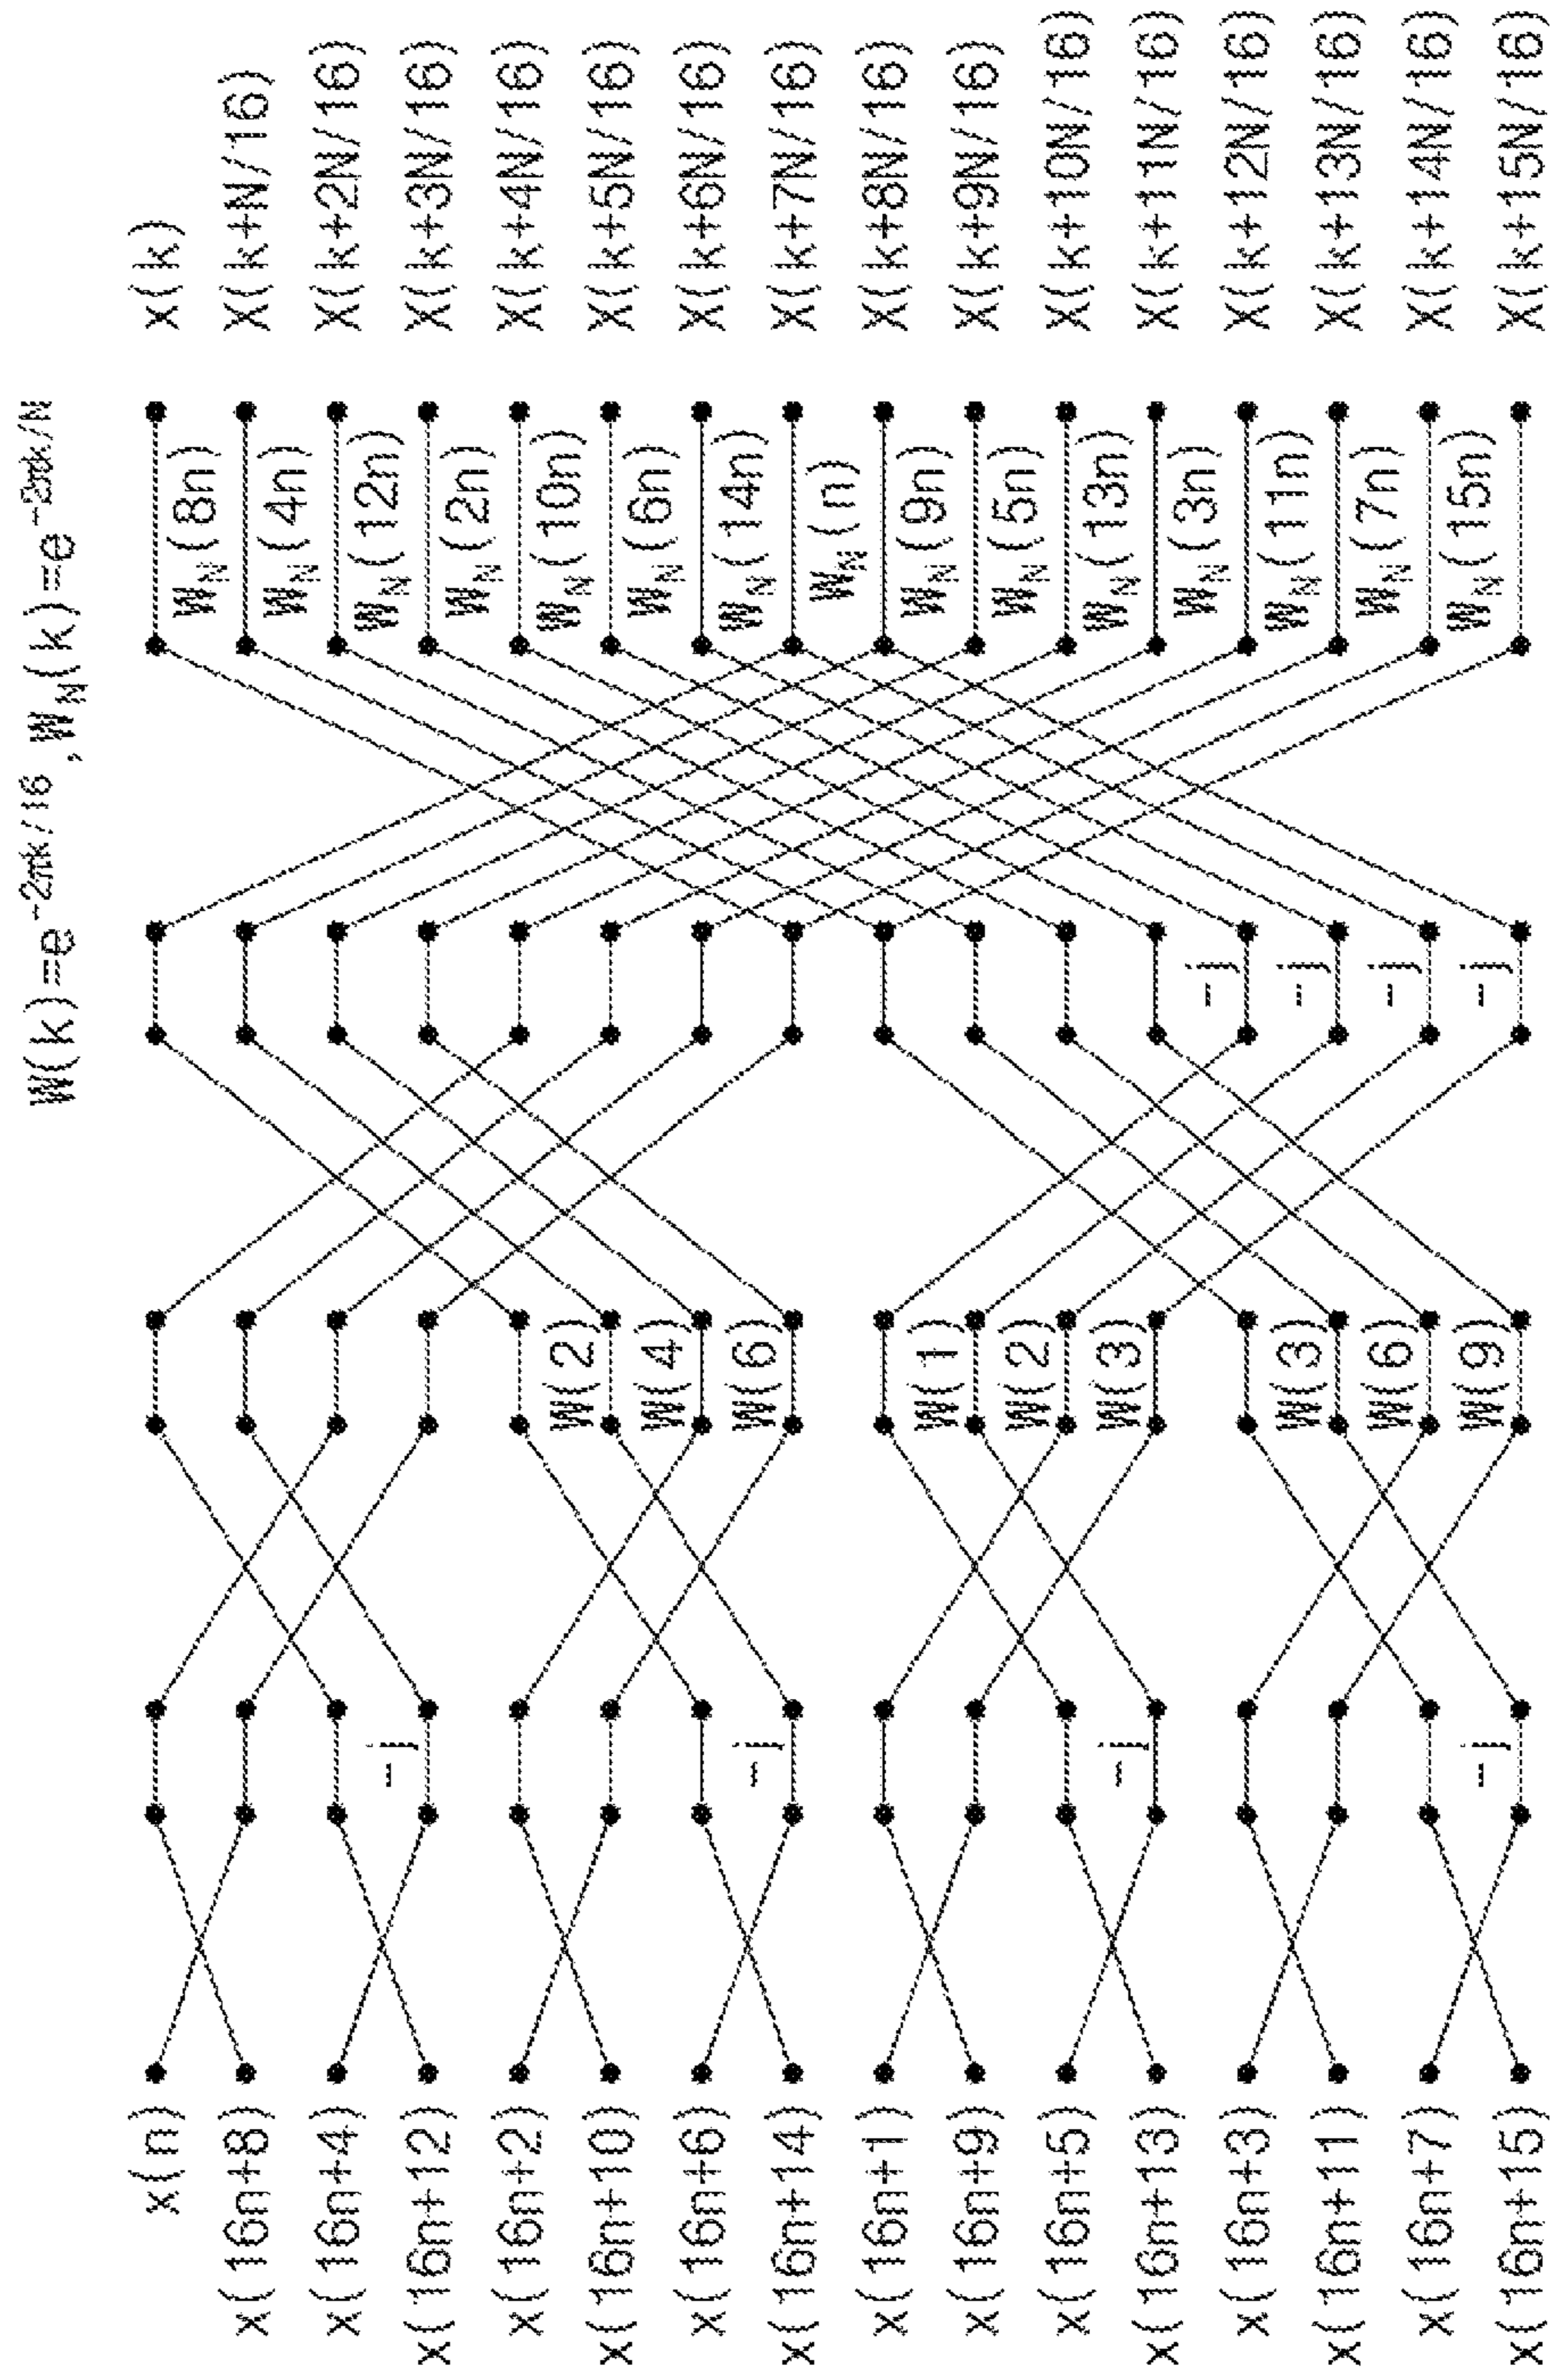 W(k)=e^-2πk/16, W_N(k)=e^-2πk/N
x(n)
x(16n+8)
x(16n+4)
x(16n+12)
x(16n+2)
x(16n+10)
x(16n+6)
x(16n+14)
x(16n+1)
x(16n+9)
x(16n+5)
x(16n+13)
x(16n+3)
x(16n+11)
x(16n+7)
x(16n+15)
-j
-j
-j
-j
W(2)
W(4)
W(6)
W(1)
W(2)
W(3)
W(3)
W(6)
W(9)
-j
-j
-j
-j
W_N(8n)
W_N(4n)
W_N(12n)
W_N(2n)
W_N(10n)
W_N(6n)
W_N(14n)
W_N(n)
W_N(9n)
W_N(5n)
W_N(13n)
W_N(3n)
W_N(11n)
W_N(7n)
W_N(15n)
x(k)
X(k+N/16)
X(k+2N/16)
X(k+3N/16)
X(k+4N/16)
X(k+5N/16)
X(k+6N/16)
X(k+7N/16)
X(k+8N/16)
X(k+9N/16)
X(k+10N/16)
X(k+11N/16)
X(k+12N/16)
X(k+13N/16)
X(k+14N/16)
X(k+15N/16)